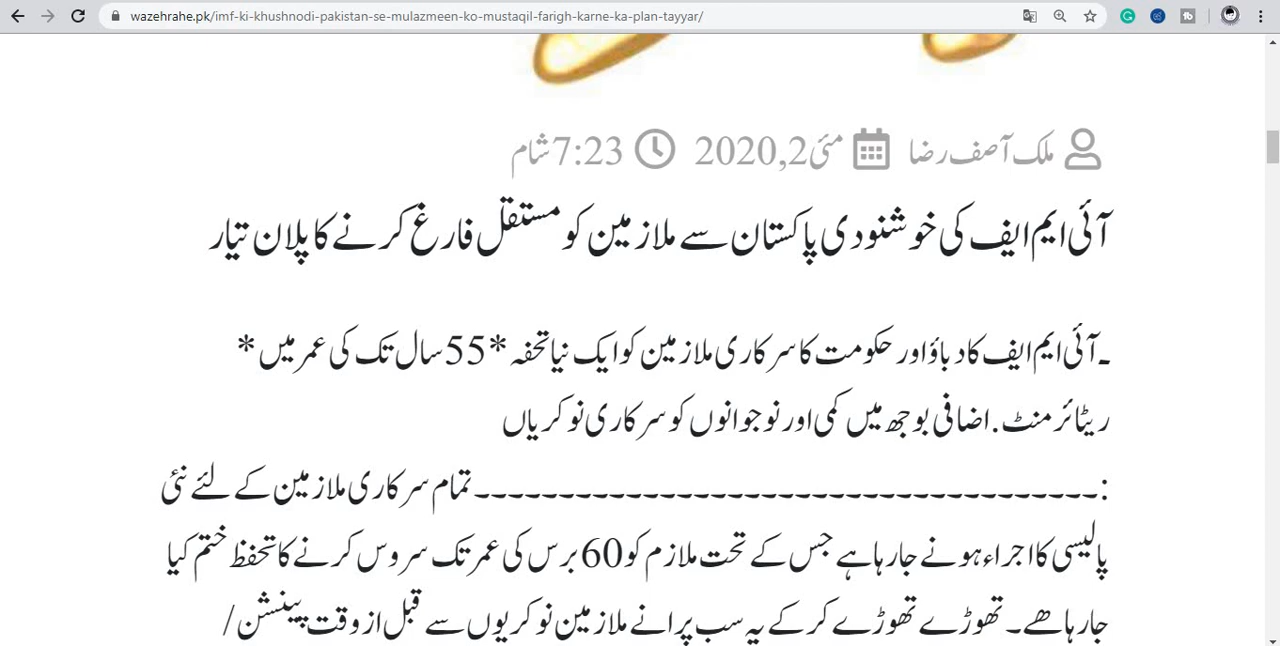 wazehrahe.pk/imf-ki-khushnodi-pakistan-se-mulazmeen-ko-mustaqil-farigh-karne-ka-plan-tayyar/
ملک آصف رضا مئی 2, 2020 7:23 شام
آئی ایم ایف کی خوشنودی پاکستان سے ملازمین کو مستقل فارغ کرنے کا پلان تیار
۔آئی ایم ایف کا دباؤ اور حکومت کا سرکاری ملازمین کو ایک نیا تحفہ *55 سال تک کی عمر میں *
ریٹائرمنٹ. اضافی بوجھ میں کمی اور نوجوانوں کو سرکاری نوکریاں
:۔۔۔۔۔۔۔۔۔۔۔۔۔۔۔۔۔۔۔۔۔۔۔۔۔۔۔۔۔۔۔۔۔۔۔۔ تمام سرکاری ملازمین کے لئے نئی
پالیسی کا اجراء ہونے جا رہا ہے جس کے تحت ملازم کو 60 برس کی عمر تک سروس کرنے کا تحفظ ختم کیا
جا رہا ھے۔ تھوڑے تھوڑے کر کے یہ سب پرانے ملازمین نوکریوں سے قبل از وقت پینشن /